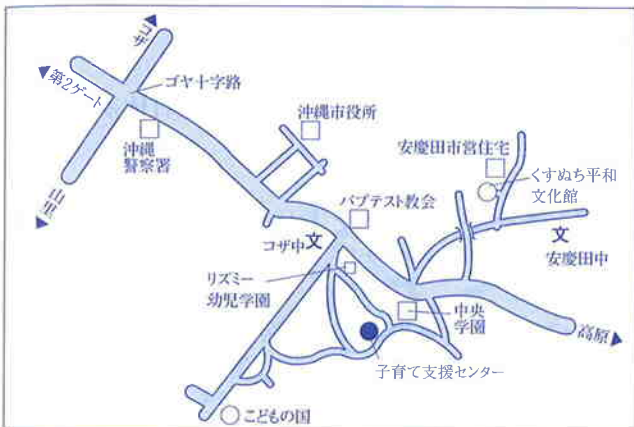 コザ
第2ゲート
ゴヤ十字路
沖縄市役所
沖縄
警察署
安慶田市営住宅
くすぬち平和
文化館
山里
バプテスト教会
コザ中
文
文
安慶田中
リズミー
幼児学園
中央
学園
高原
子育て支援センター
こどもの国